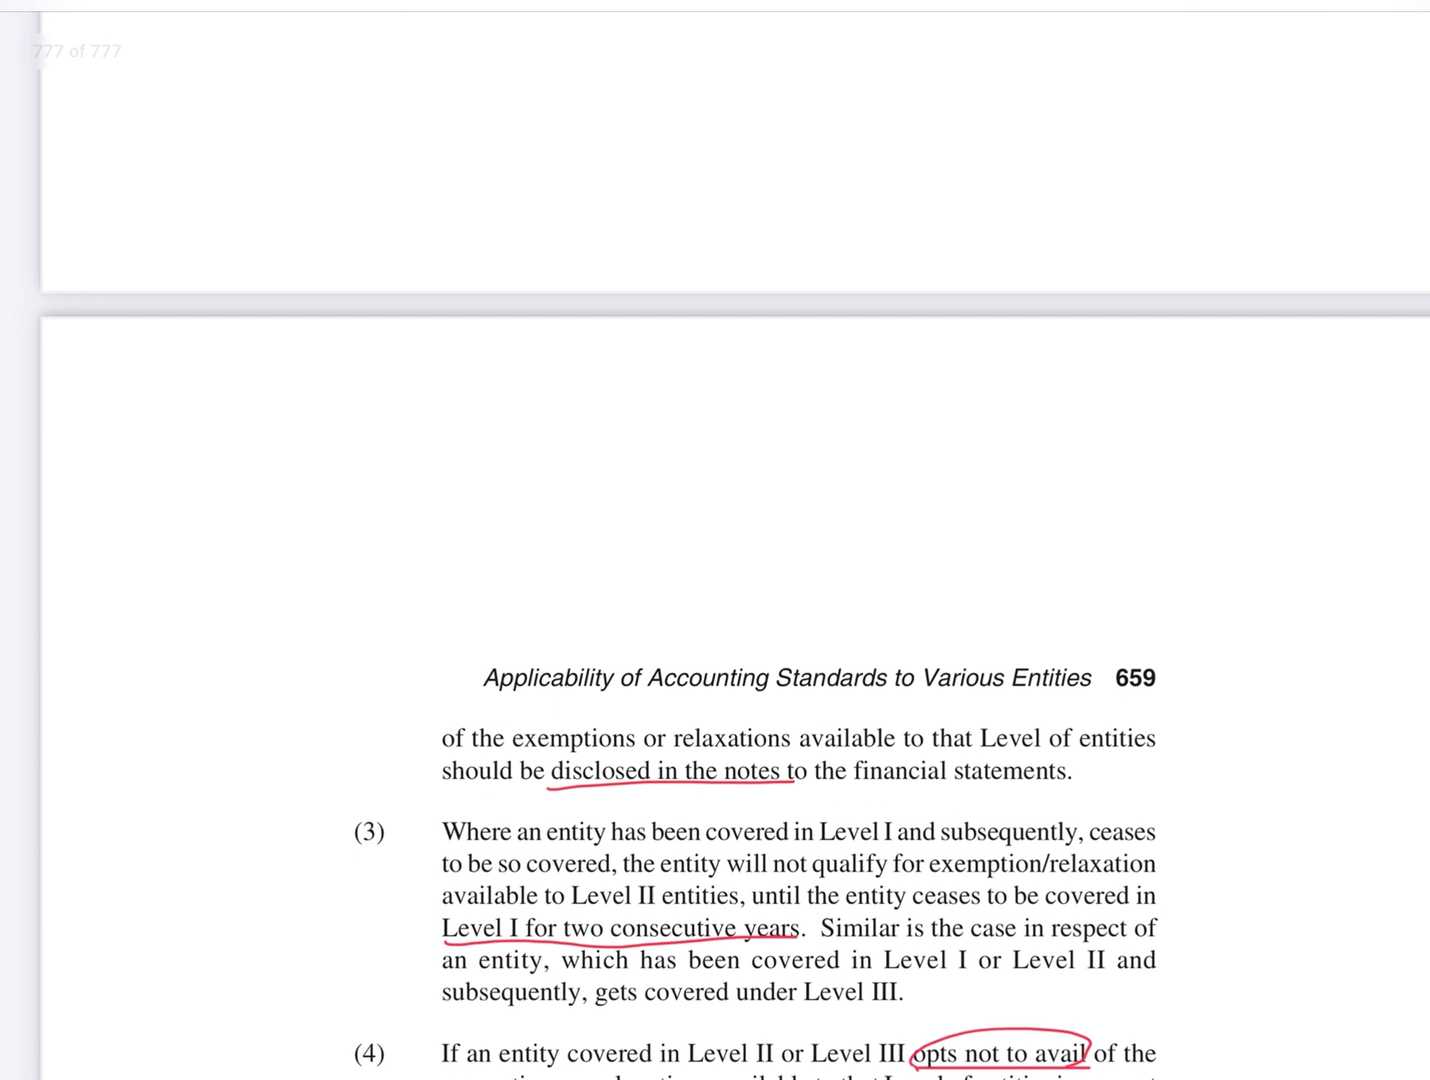 777 of 777
Applicability of Accounting Standards to Various Entities 659
of the exemptions or relaxations available to that Level of entities
should be disclosed in the notes to the financial statements.
(3) Where an entity has been covered in Level I and subsequently, ceases
to be so covered, the entity will not qualify for exemption/relaxation
available to Level II entities, until the entity ceases to be covered in
Level I for two consecutive years. Similar is the case in respect of
an entity, which has been covered in Level I or Level II and
subsequently, gets covered under Level III.
(4) If an entity covered in Level II or Level III opts not to avail of the